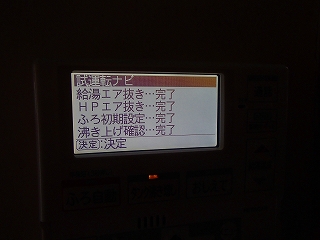 試運転ナビ
給湯エア抜き…完了
HPエア抜き…完了
ふろ初期設定…完了
沸き上げ確認…完了
[決定]:決定